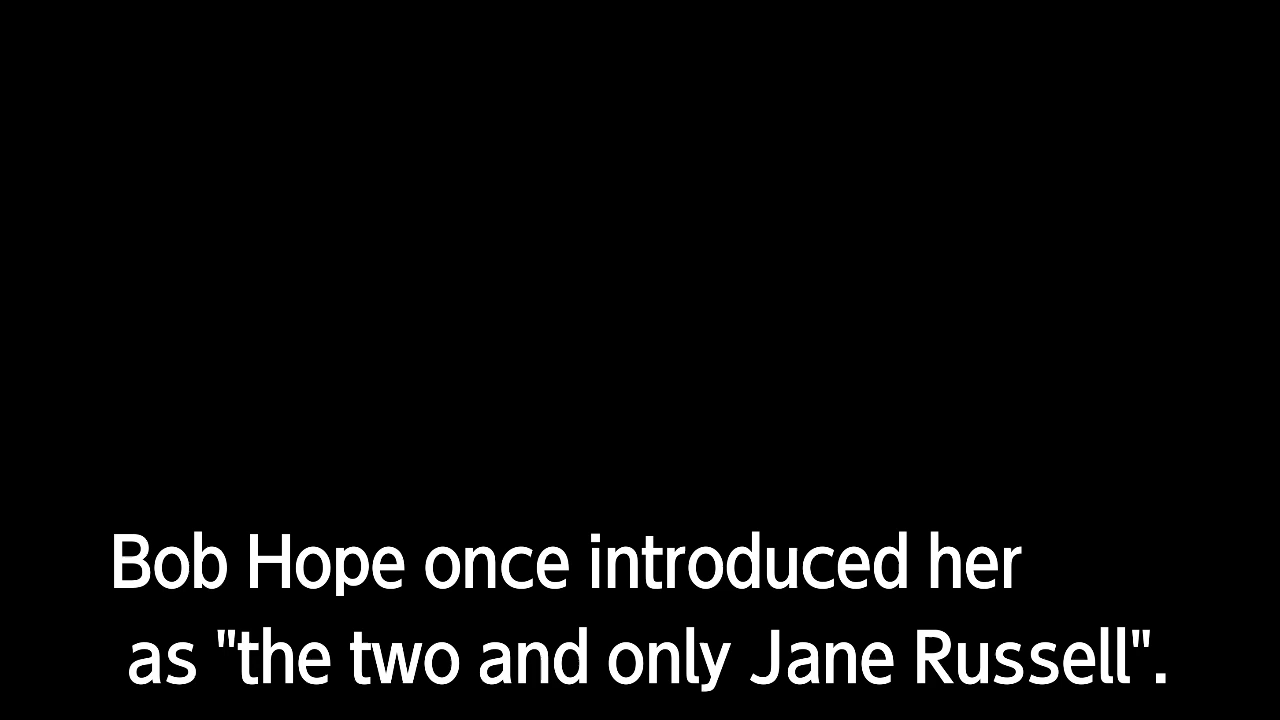 Bob Hope once introduced her
as "the two and only Jane Russell".